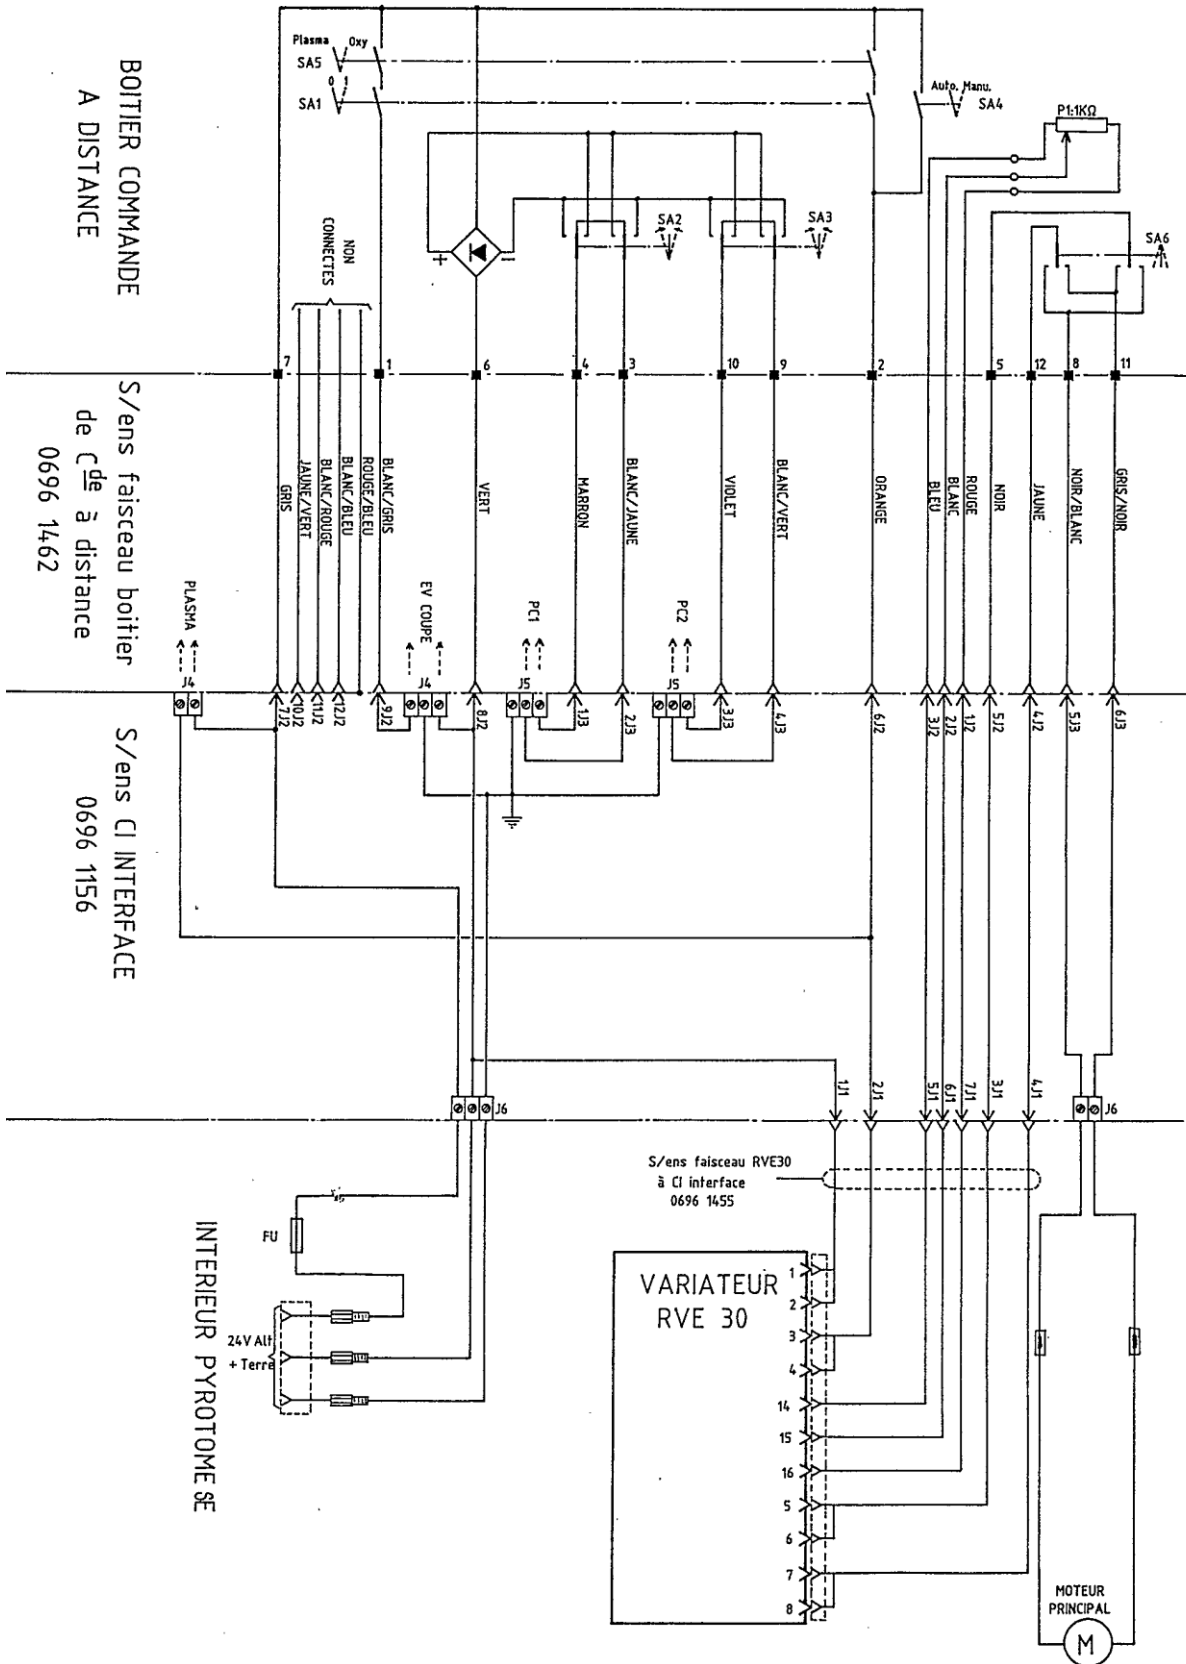 Plasma
Oxy
SA5
0
1
SA1
Auto.
Manu.
SA4
P1:1KΩ
SA2
SA3
SA6
+
−
BOITIER COMMANDE
A DISTANCE
NON
CONNECTES
7
1
6
4
3
10
9
2
5
12
8
11
S/ens faisceau boitier
de Cde à distance
0696 1462
GRIS
JAUNE/VERT
BLANC/ROUGE
BLANC/BLEU
ROUGE/BLEU
BLANC/GRIS
VERT
MARRON
BLANC/JAUNE
VIOLET
BLANC/VERT
ORANGE
BLEU
BLANC
ROUGE
NOIR
JAUNE
NOIR/BLANC
GRIS/NOIR
PLASMA
EV COUPE
PC1
PC2
J4
J4
J5
J5
7J2
10J2
11J2
12J2
9J2
8J2
1J3
2J3
3J3
4J3
6J2
3J2
2J2
1J2
5J2
4J2
5J3
6J3
S/ens CI INTERFACE
0696 1156
1J1
2J1
5J1
6J1
7J1
3J1
4J1
J6
J6
S/ens faisceau RVE30
à CI interface
0696 1455
FU
24V Alt
+ Terre
INTERIEUR PYROTOME SE
VARIATEUR
RVE 30
1
2
3
4
14
15
16
5
6
7
8
MOTEUR
PRINCIPAL
M